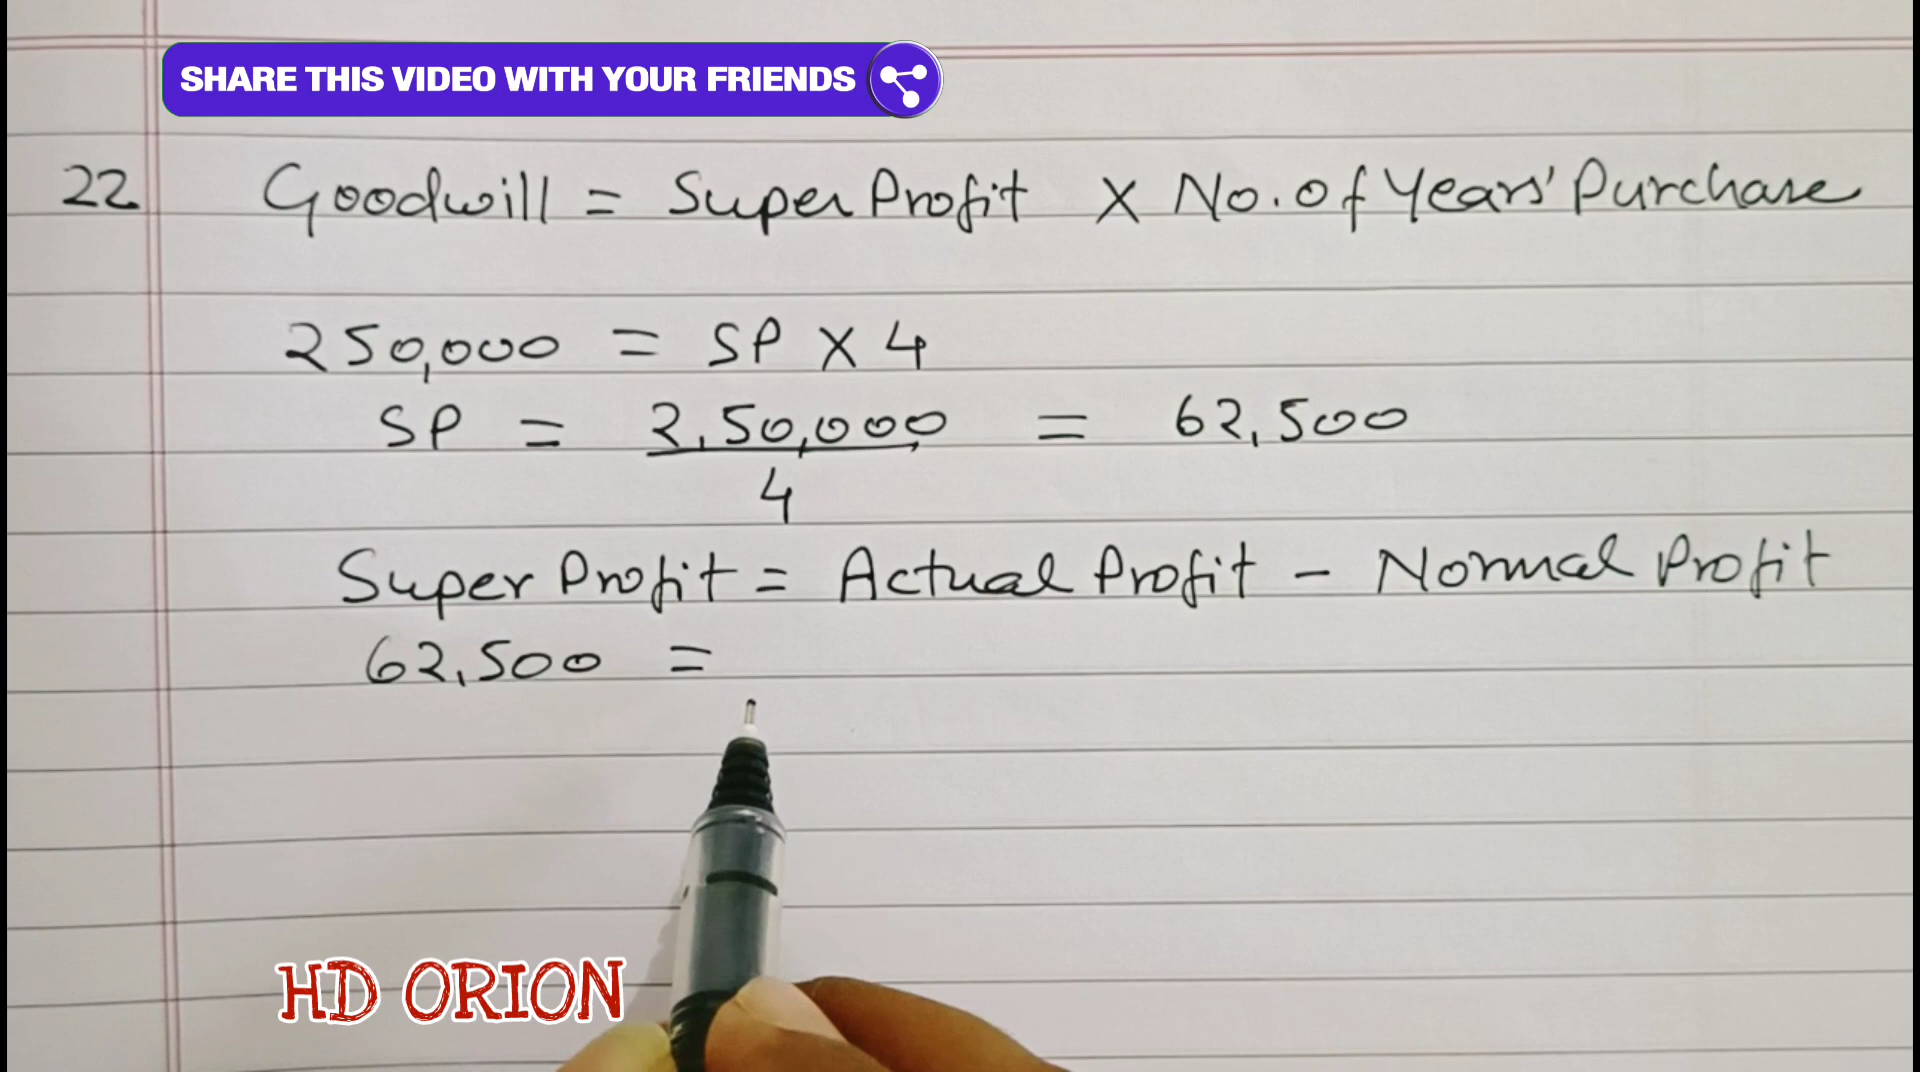 SHARE THIS VIDEO WITH YOUR FRIENDS
22 Goodwill = Super Profit X No. of Years' Purchase
250,000 = SP X 4
SP = 2,50,000 = 62,500
4
Super Profit = Actual Profit - Normal Profit
62,500 =
HD ORION